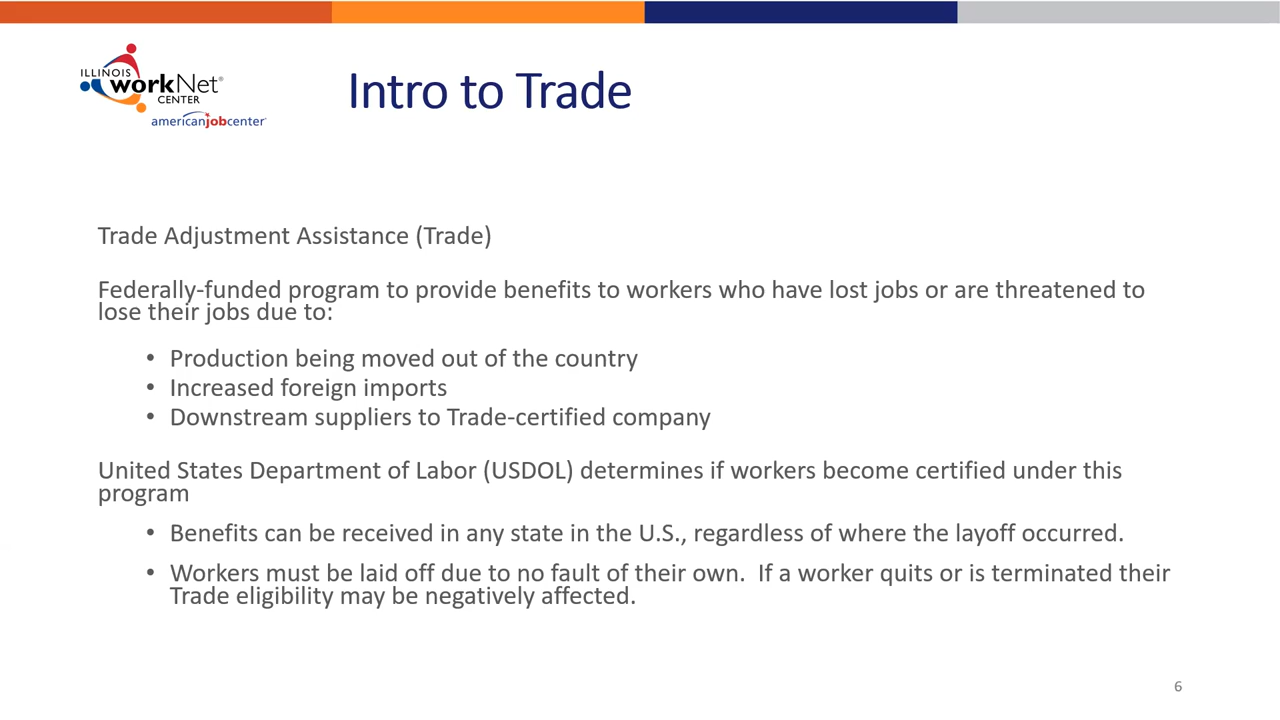 ILLINOIS
workNet®
CENTER
americanjobcenter
Intro to Trade
Trade Adjustment Assistance (Trade)
Federally-funded program to provide benefits to workers who have lost jobs or are threatened to
lose their jobs due to:
• Production being moved out of the country
• Increased foreign imports
• Downstream suppliers to Trade-certified company
United States Department of Labor (USDOL) determines if workers become certified under this
program
• Benefits can be received in any state in the U.S., regardless of where the layoff occurred.
• Workers must be laid off due to no fault of their own.  If a worker quits or is terminated their
Trade eligibility may be negatively affected.
6